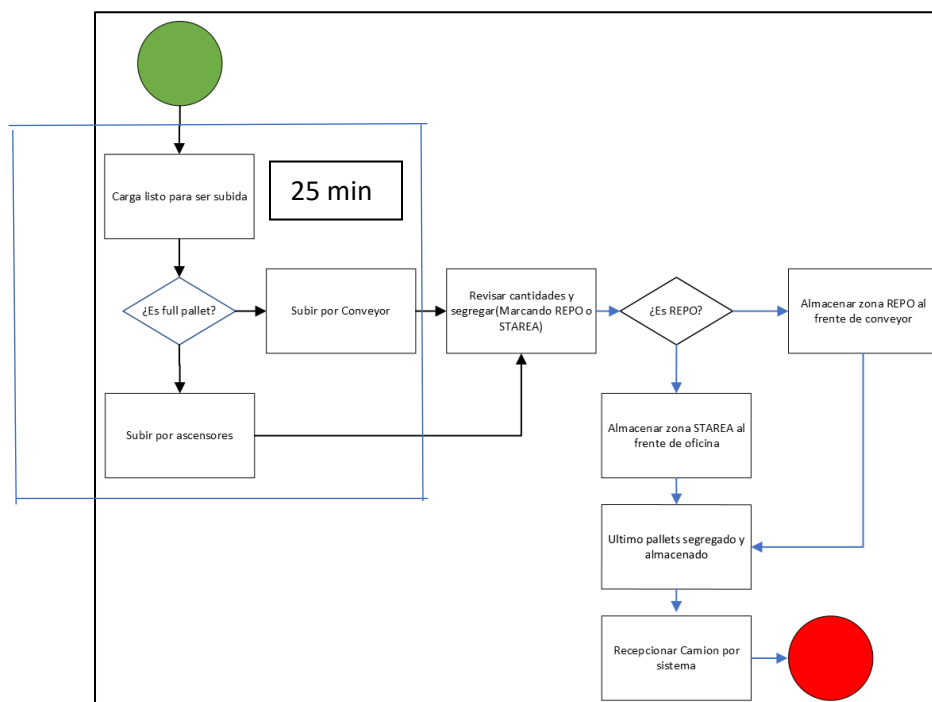 Carga listo para ser subida
25 min
¿Es full pallet?
Subir por Conveyor
Revisar cantidades y
segregar(Marcando REPO o
STAREA)
¿Es REPO?
Almacenar zona REPO al
frente de conveyor
Subir por ascensores
Almacenar zona STAREA al
frente de oficina
Ultimo pallets segregado y
almacenado
Recepcionar Camion por
sistema